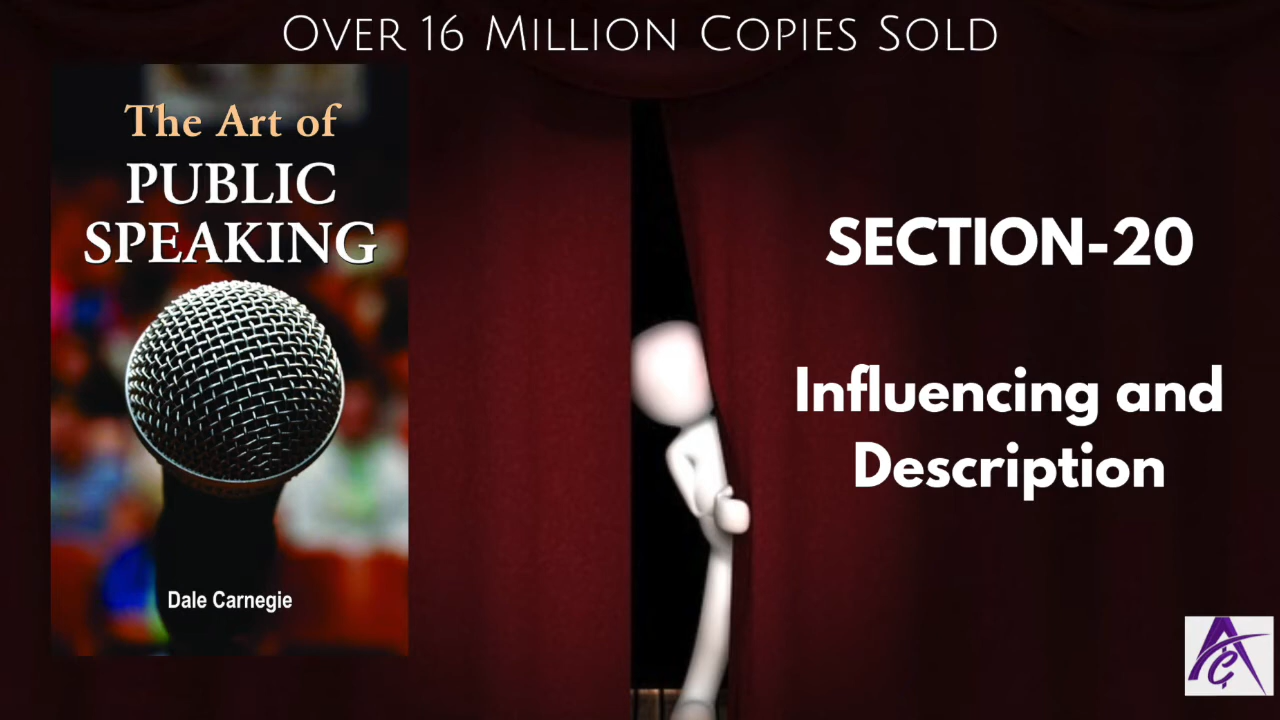 OVER 16 MILLION COPIES SOLD
The Art of
PUBLIC
SPEAKING
Dale Carnegie
SECTION-20
Influencing and
Description